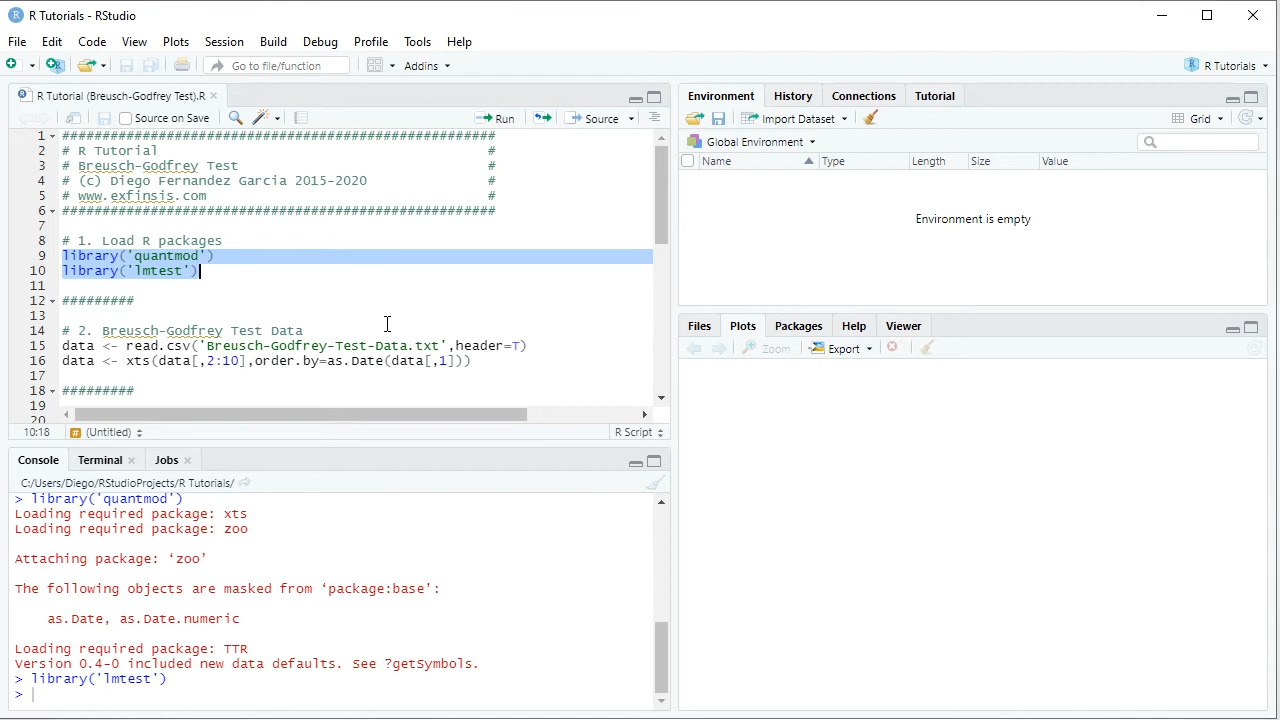 R Tutorials - RStudio
File Edit Code View Plots Session Build Debug Profile Tools Help
Go to file/function Addins R Tutorials
R Tutorial (Breusch-Godfrey Test).R
Source on Save Run Source
1 ######################################################
2 # R Tutorial #
3 # Breusch-Godfrey Test #
4 # (c) Diego Fernandez Garcia 2015-2020 #
5 # www.exfinsis.com #
6 ######################################################
7
8 # 1. Load R packages
9 library('quantmod')
10 library('lmtest')
11
12 #########
13
14 # 2. Breusch-Godfrey Test Data
15 data <- read.csv('Breusch-Godfrey-Test-Data.txt',header=T)
16 data <- xts(data[,2:10],order.by=as.Date(data[,1]))
17
18 #########
19
20
10:18 # (Untitled) R Script
Console Terminal Jobs
C:/Users/Diego/RStudioProjects/R Tutorials/
> library('quantmod')
Loading required package: xts
Loading required package: zoo
Attaching package: ‘zoo’
The following objects are masked from ‘package:base’:
as.Date, as.Date.numeric
Loading required package: TTR
Version 0.4-0 included new data defaults. See ?getSymbols.
> library('lmtest')
>
Environment History Connections Tutorial
Import Dataset Grid
Global Environment
Name Type Length Size Value
Environment is empty
Files Plots Packages Help Viewer
Zoom Export